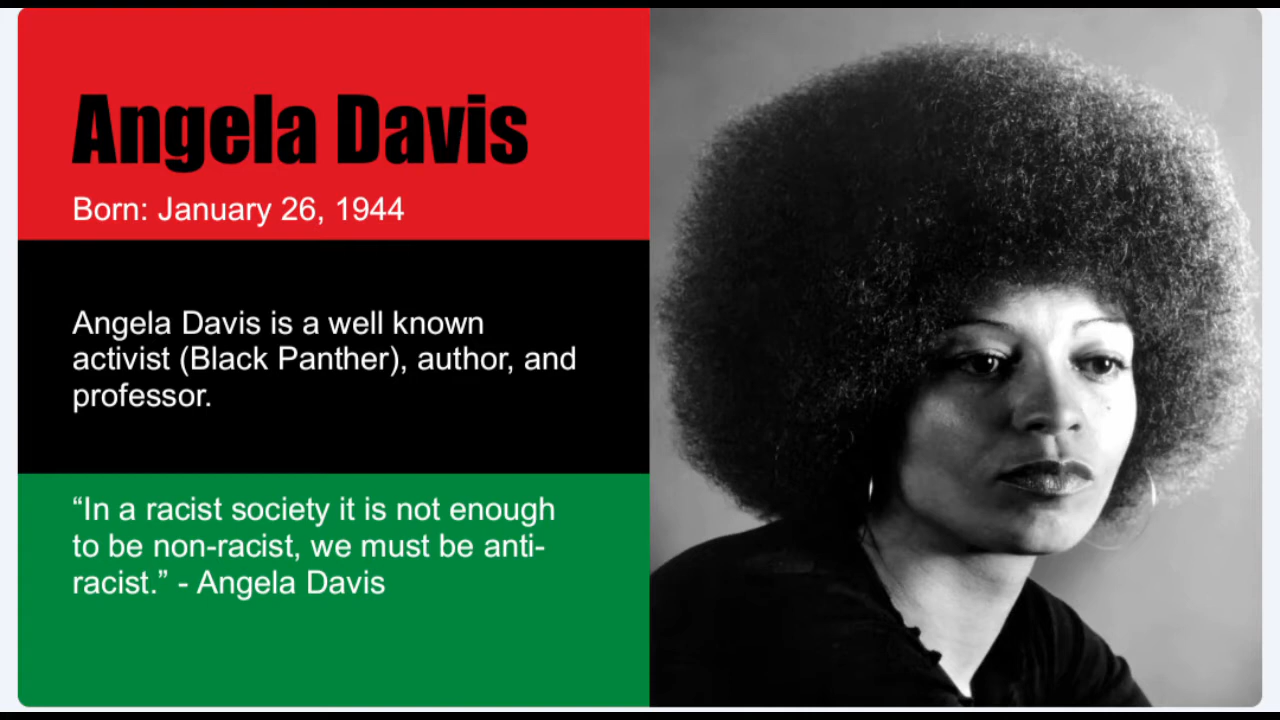 Angela Davis
Born: January 26, 1944
Angela Davis is a well known
activist (Black Panther), author, and
professor.
“In a racist society it is not enough
to be non-racist, we must be anti-
racist.” - Angela Davis